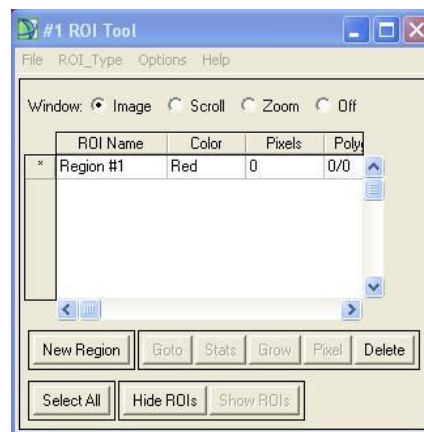 #1 ROI Tool
File ROI_Type Options Help
Window: Image Scroll Zoom Off
ROI Name Color Pixels Poly
* Region #1 Red 0 0/0
New Region Goto Stats Grow Pixel Delete
Select All Hide ROIs Show ROIs